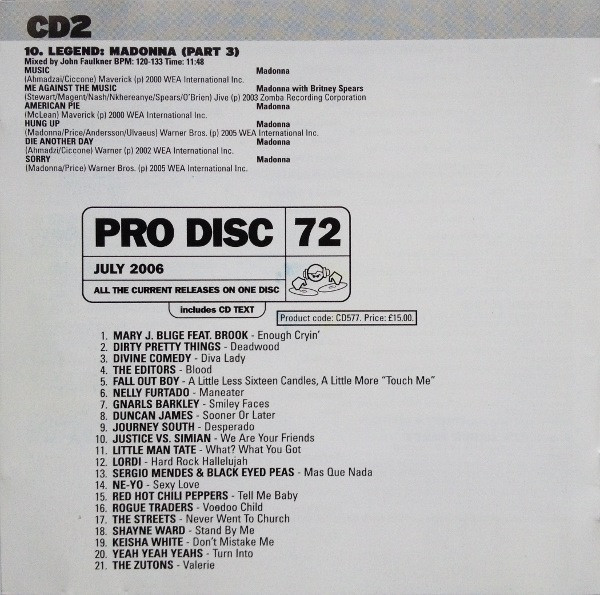 CD2
10. LEGEND: MADONNA (PART 3)
Mixed by John Faulkner BPM: 120-133 Time: 11:48
MUSIC Madonna
(Ahmadzai/Ciccone) Maverick (p) 2000 WEA International Inc.
ME AGAINST THE MUSIC Madonna with Britney Spears
(Stewart/Magent/Nash/Nkhereanye/Spears/O'Brien) Jive (p) 2003 Zomba Recording Corporation
AMERICAN PIE Madonna
(McLean) Maverick (p) 2000 WEA International Inc.
HUNG UP Madonna
(Madonna/Price/Andersson/Ulvaeus) Warner Bros. (p) 2005 WEA International Inc.
DIE ANOTHER DAY Madonna
(Ahmadzi/Ciccone) Warner (p) 2002 WEA International Inc.
SORRY Madonna
(Madonna/Price) Warner Bros. (p) 2005 WEA International Inc.
PRO DISC 72
JULY 2006
ALL THE CURRENT RELEASES ON ONE DISC
includes CD TEXT
Product code: CD577. Price: £15.00.
1. MARY J. BLIGE FEAT. BROOK - Enough Cryin'
2. DIRTY PRETTY THINGS - Deadwood
3. DIVINE COMEDY - Diva Lady
4. THE EDITORS - Blood
5. FALL OUT BOY - A Little Less Sixteen Candles, A Little More "Touch Me"
6. NELLY FURTADO - Maneater
7. GNARLS BARKLEY - Smiley Faces
8. DUNCAN JAMES - Sooner Or Later
9. JOURNEY SOUTH - Desperado
10. JUSTICE VS. SIMIAN - We Are Your Friends
11. LITTLE MAN TATE - What? What You Got
12. LORDI - Hard Rock Hallelujah
13. SERGIO MENDES & BLACK EYED PEAS - Mas Que Nada
14. NE-YO - Sexy Love
15. RED HOT CHILI PEPPERS - Tell Me Baby
16. ROGUE TRADERS - Voodoo Child
17. THE STREETS - Never Went To Church
18. SHAYNE WARD - Stand By Me
19. KEISHA WHITE - Don't Mistake Me
20. YEAH YEAH YEAHS - Turn Into
21. THE ZUTONS - Valerie